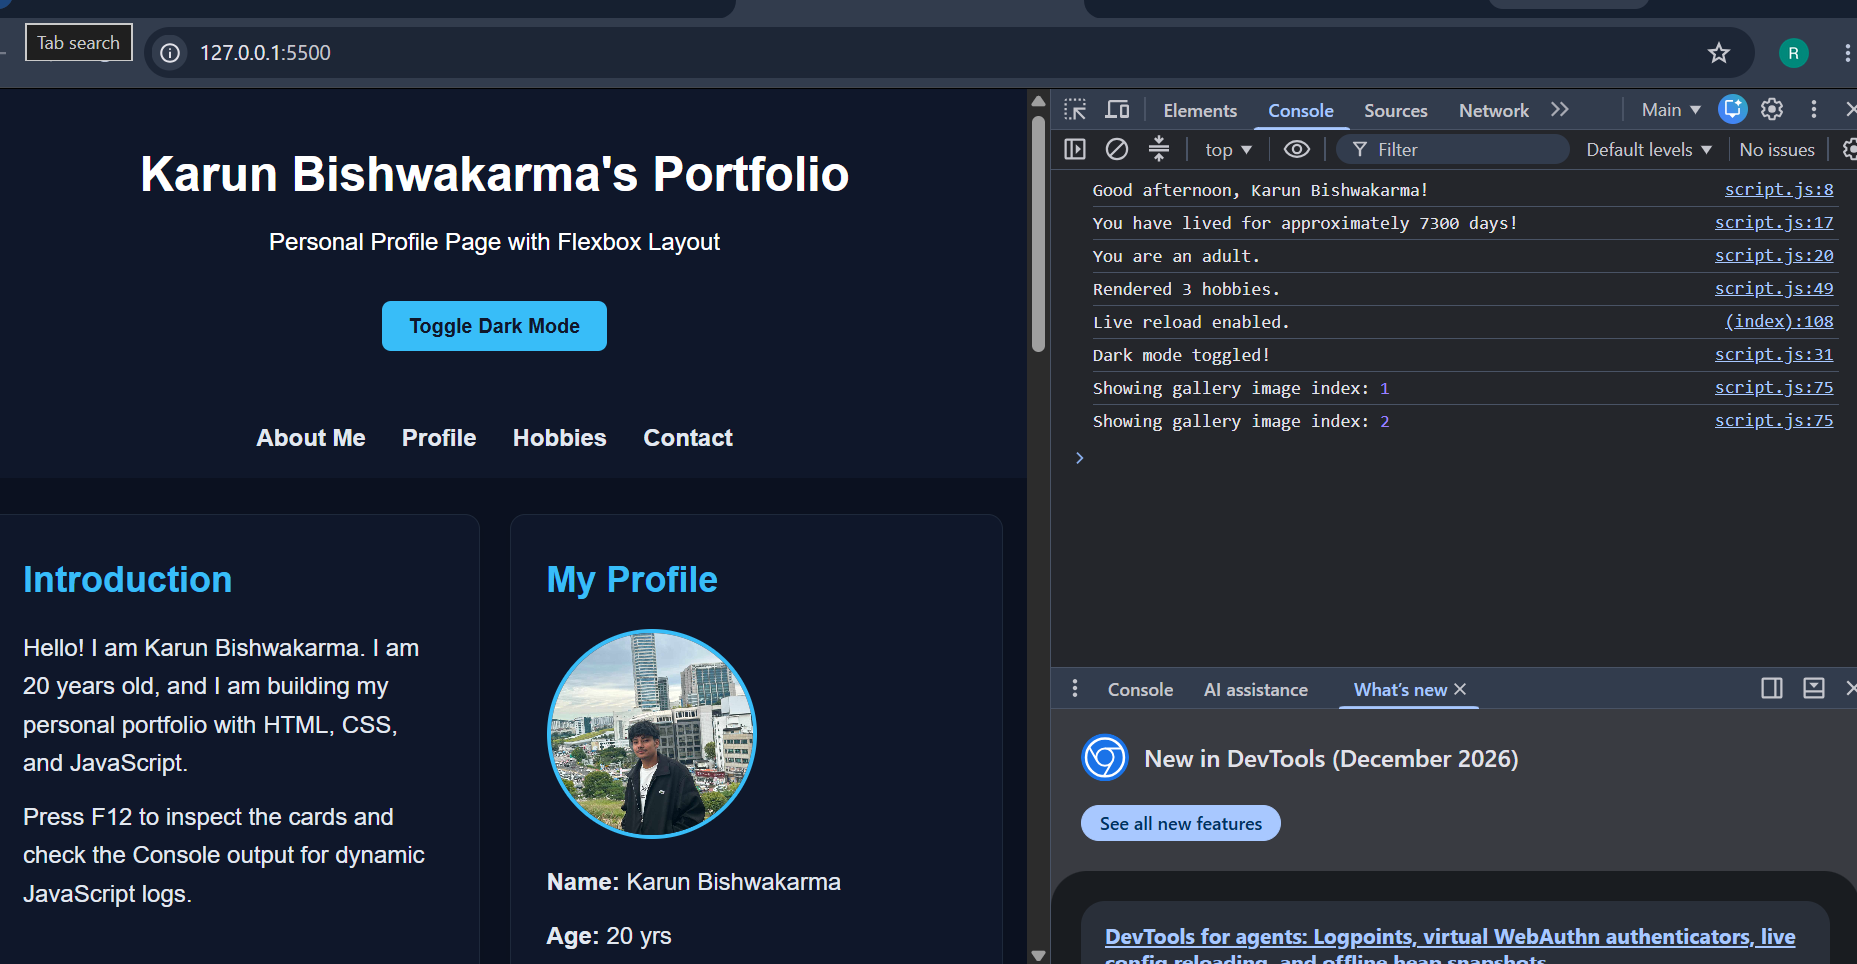 Tab search
127.0.0.1:5500
R
Karun Bishwakarma's Portfolio
Personal Profile Page with Flexbox Layout
Toggle Dark Mode
About Me Profile Hobbies Contact
Introduction
Hello! I am Karun Bishwakarma. I am
20 years old, and I am building my
personal portfolio with HTML, CSS,
and JavaScript.
Press F12 to inspect the cards and
check the Console output for dynamic
JavaScript logs.
My Profile
Name: Karun Bishwakarma
Age: 20 yrs
Elements Console Sources Network Main
top Filter Default levels No issues
Good afternoon, Karun Bishwakarma! script.js:8
You have lived for approximately 7300 days! script.js:17
You are an adult. script.js:20
Rendered 3 hobbies. script.js:49
Live reload enabled. (index):108
Dark mode toggled! script.js:31
Showing gallery image index: 1 script.js:75
Showing gallery image index: 2 script.js:75
Console AI assistance What's new
New in DevTools (December 2026)
See all new features
DevTools for agents: Logpoints, virtual WebAuthn authenticators, live
config reloading, and offline heap snapshots